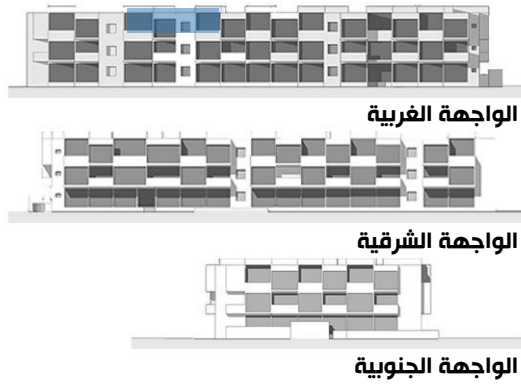 الواجهة الغربية
الواجهة الشرقية
الواجهة الجنوبية